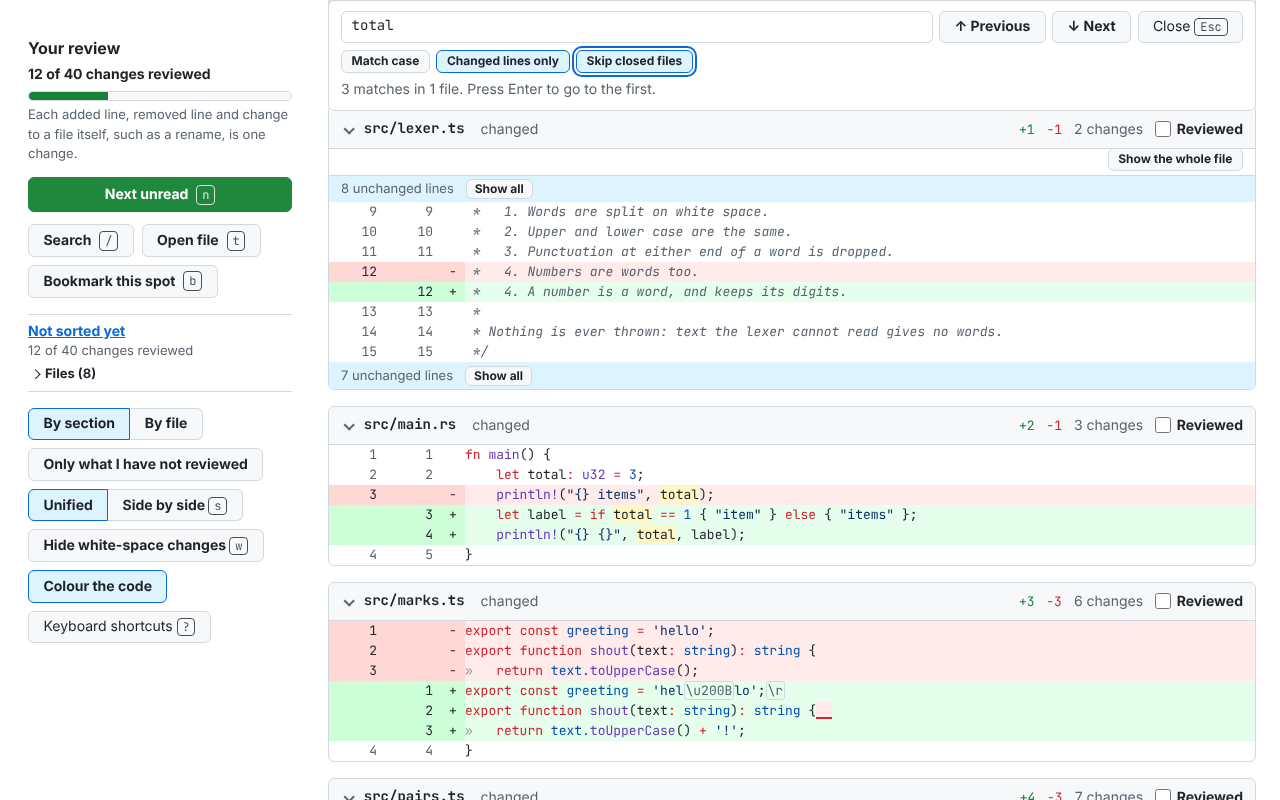 Your review
12 of 40 changes reviewed
Each added line, removed line and change
to a file itself, such as a rename, is one
change.
Next unread n
Search / Open file t
Bookmark this spot b
Not sorted yet
12 of 40 changes reviewed
Files (8)
By section By file
Only what I have not reviewed
Unified Side by side s
Hide white-space changes w
Colour the code
Keyboard shortcuts ?
total
↑ Previous ↓ Next Close Esc
Match case Changed lines only Skip closed files
3 matches in 1 file. Press Enter to go to the first.
src/lexer.ts changed +1 -1 2 changes Reviewed
Show the whole file
8 unchanged lines Show all
9 9 *   1. Words are split on white space.
10 10 *   2. Upper and lower case are the same.
11 11 *   3. Punctuation at either end of a word is dropped.
12 - *   4. Numbers are words too.
12 + *   4. A number is a word, and keeps its digits.
13 13 *
14 14 * Nothing is ever thrown: text the lexer cannot read gives no words.
15 15 */
7 unchanged lines Show all
src/main.rs changed +2 -1 3 changes Reviewed
1 1 fn main() {
2 2     let total: u32 = 3;
3 -     println!("{} items", total);
3 +     let label = if total == 1 { "item" } else { "items" };
4 +     println!("{} {}", total, label);
4 5 }
src/marks.ts changed +3 -3 6 changes Reviewed
1 - export const greeting = 'hello';
2 - export function shout(text: string): string {
3 - »   return text.toUpperCase();
1 + export const greeting = 'hel\u200Blo';\r
2 + export function shout(text: string): string {
3 + »   return text.toUpperCase() + '!';
4 4 }
src/pairs.ts changed +4 -3 7 changes Reviewed